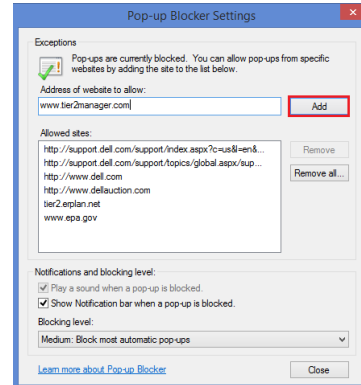 Pop-up Blocker Settings
Exceptions
Pop-ups are currently blocked. You can allow pop-ups from specific
websites by adding the site to the list below.
Address of website to allow:
www.tier2manager.com
Add
Allowed sites:
http://support.dell.com/support/index.aspx?c=us&l=en&...
Remove
http://support.dell.com/support/topics/global.aspx/sup...
Remove all...
http://www.dell.com
http://www.dellauction.com
tier2.erplan.net
www.epa.gov
Notifications and blocking level:
Play a sound when a pop-up is blocked.
Show Notification bar when a pop-up is blocked.
Blocking level:
Medium: Block most automatic pop-ups
Learn more about Pop-up Blocker
Close